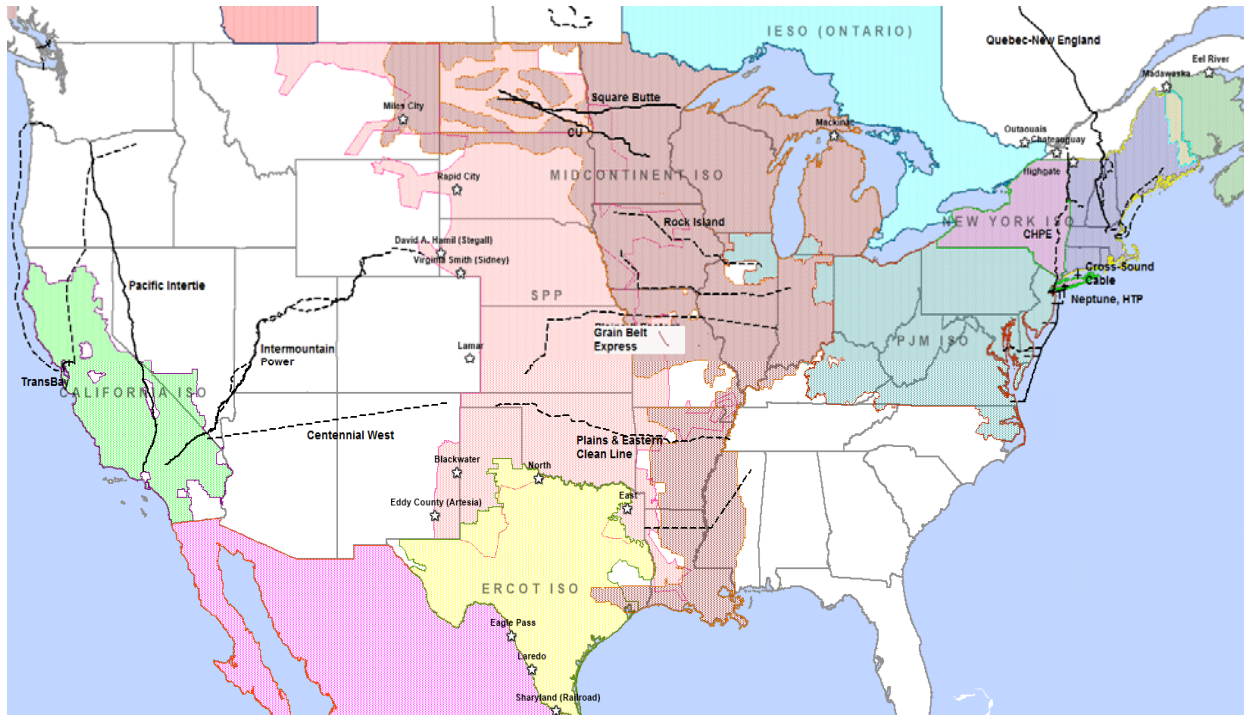 IESO (ONTARIO)
Quebec-New England
Eel River
Madawaska
Square Butte
Miles City
CU
Mackinac
Outaouais
Chateauguay
Highgate
MIDCONTINENT ISO
Rapid City
Rock Island
NEW YORK ISO
CHPE
David A. Hamil (Stegall)
Virginia Smith (Sidney)
Cross-Sound
Cable
Pacific Intertie
SPP
Neptune, HTP
Grain Belt
Express
PJM ISO
Intermountain
Power
Lamar
TransBay
CALIFORNIA ISO
Centennial West
Plains & Eastern
Clean Line
Blackwater
North
Eddy County (Artesia)
East
ERCOT ISO
Eagle Pass
Laredo
Sharyland (Railroad)